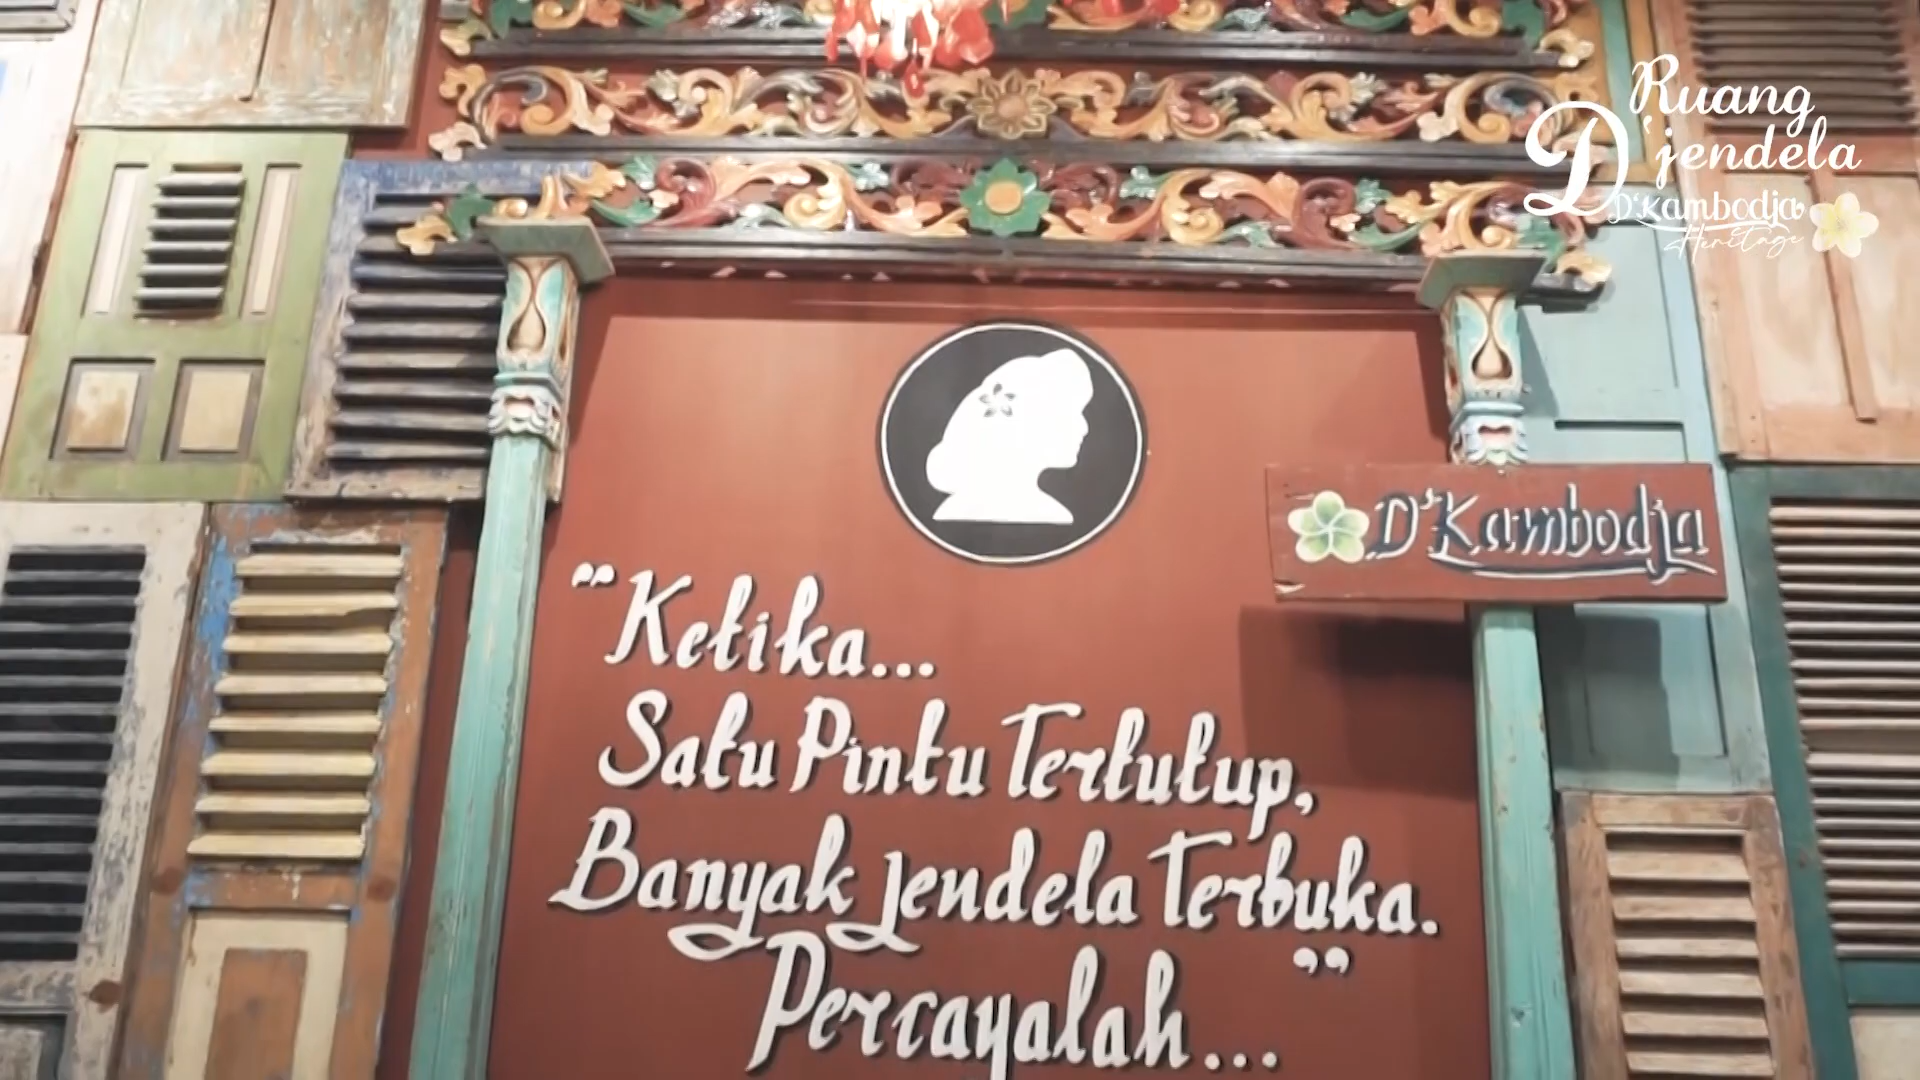 Ruang
D'jendela
D'Kambodja
Heritage
D'Kambodja
"Ketika...
Satu Pintu Tertutup,
Banyak jendela Terbuka.
Percayalah..."